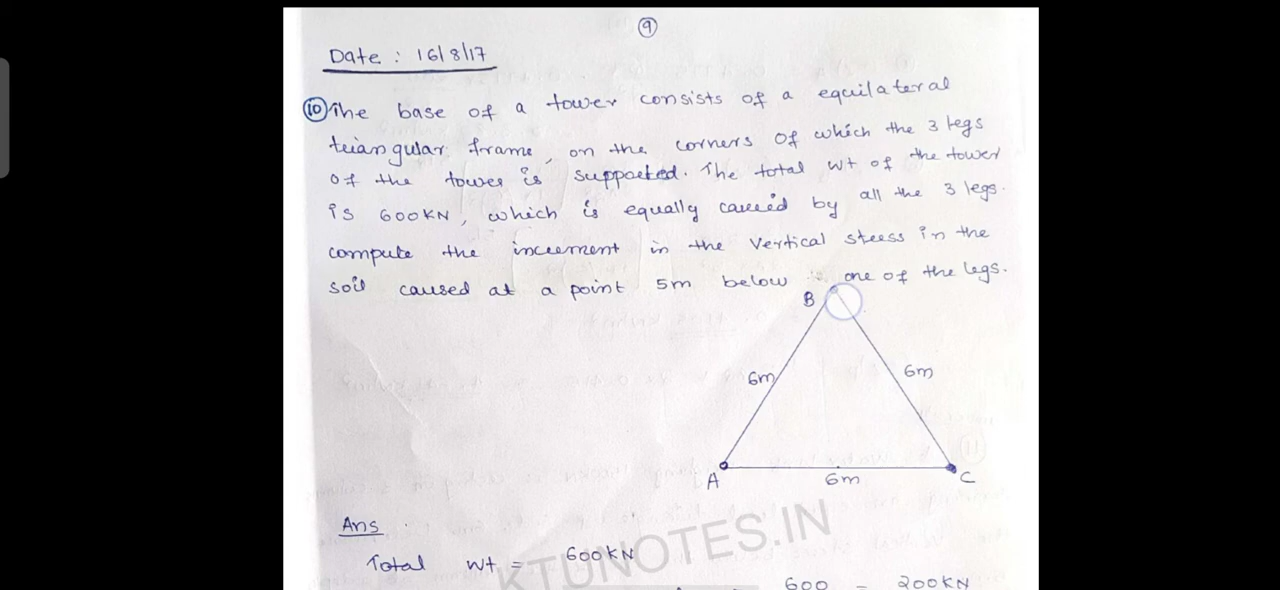 9
Date : 16/8/17
10 The base of a tower consists of a equilateral
triangular frame, on the corners of which the 3 legs
of the tower is supported. The total wt of the tower
is 600KN, which is equally carried by all the 3 legs.
compute the increment in the vertical stress in the
soil caused at a point 5m below one of the legs.
B
6m
6m
A
6m
C
Ans
Total wt = 600KN
600 = 200KN
KTUNOTES.IN